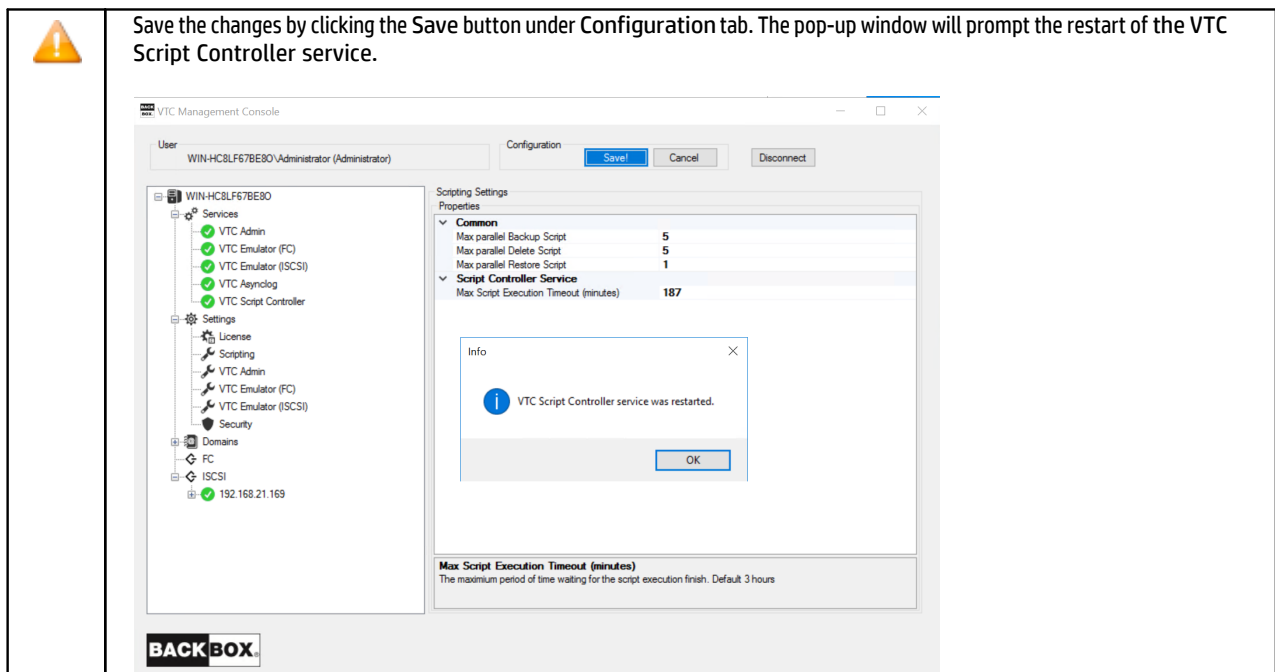 Save the changes by clicking the Save button under Configuration tab. The pop-up window will prompt the restart of the VTC
Script Controller service.
BACK BOX. VTC Management Console
User
WIN-HC8LF67BE8O\Administrator (Administrator)
Configuration
Save! Cancel Disconnect
WIN-HC8LF67BE8O
Services
VTC Admin
VTC Emulator (FC)
VTC Emulator (ISCSI)
VTC Asynclog
VTC Script Controller
Settings
License
Scripting
VTC Admin
VTC Emulator (FC)
VTC Emulator (ISCSI)
Security
Domains
FC
ISCSI
192.168.21.169
Scripting Settings
Properties
Common
Max parallel Backup Script 5
Max parallel Delete Script 5
Max parallel Restore Script 1
Script Controller Service
Max Script Execution Timeout (minutes) 187
Info
VTC Script Controller service was restarted.
OK
Max Script Execution Timeout (minutes)
The maximium period of time waiting for the script execution finish. Default 3 hours
BACKBOX®